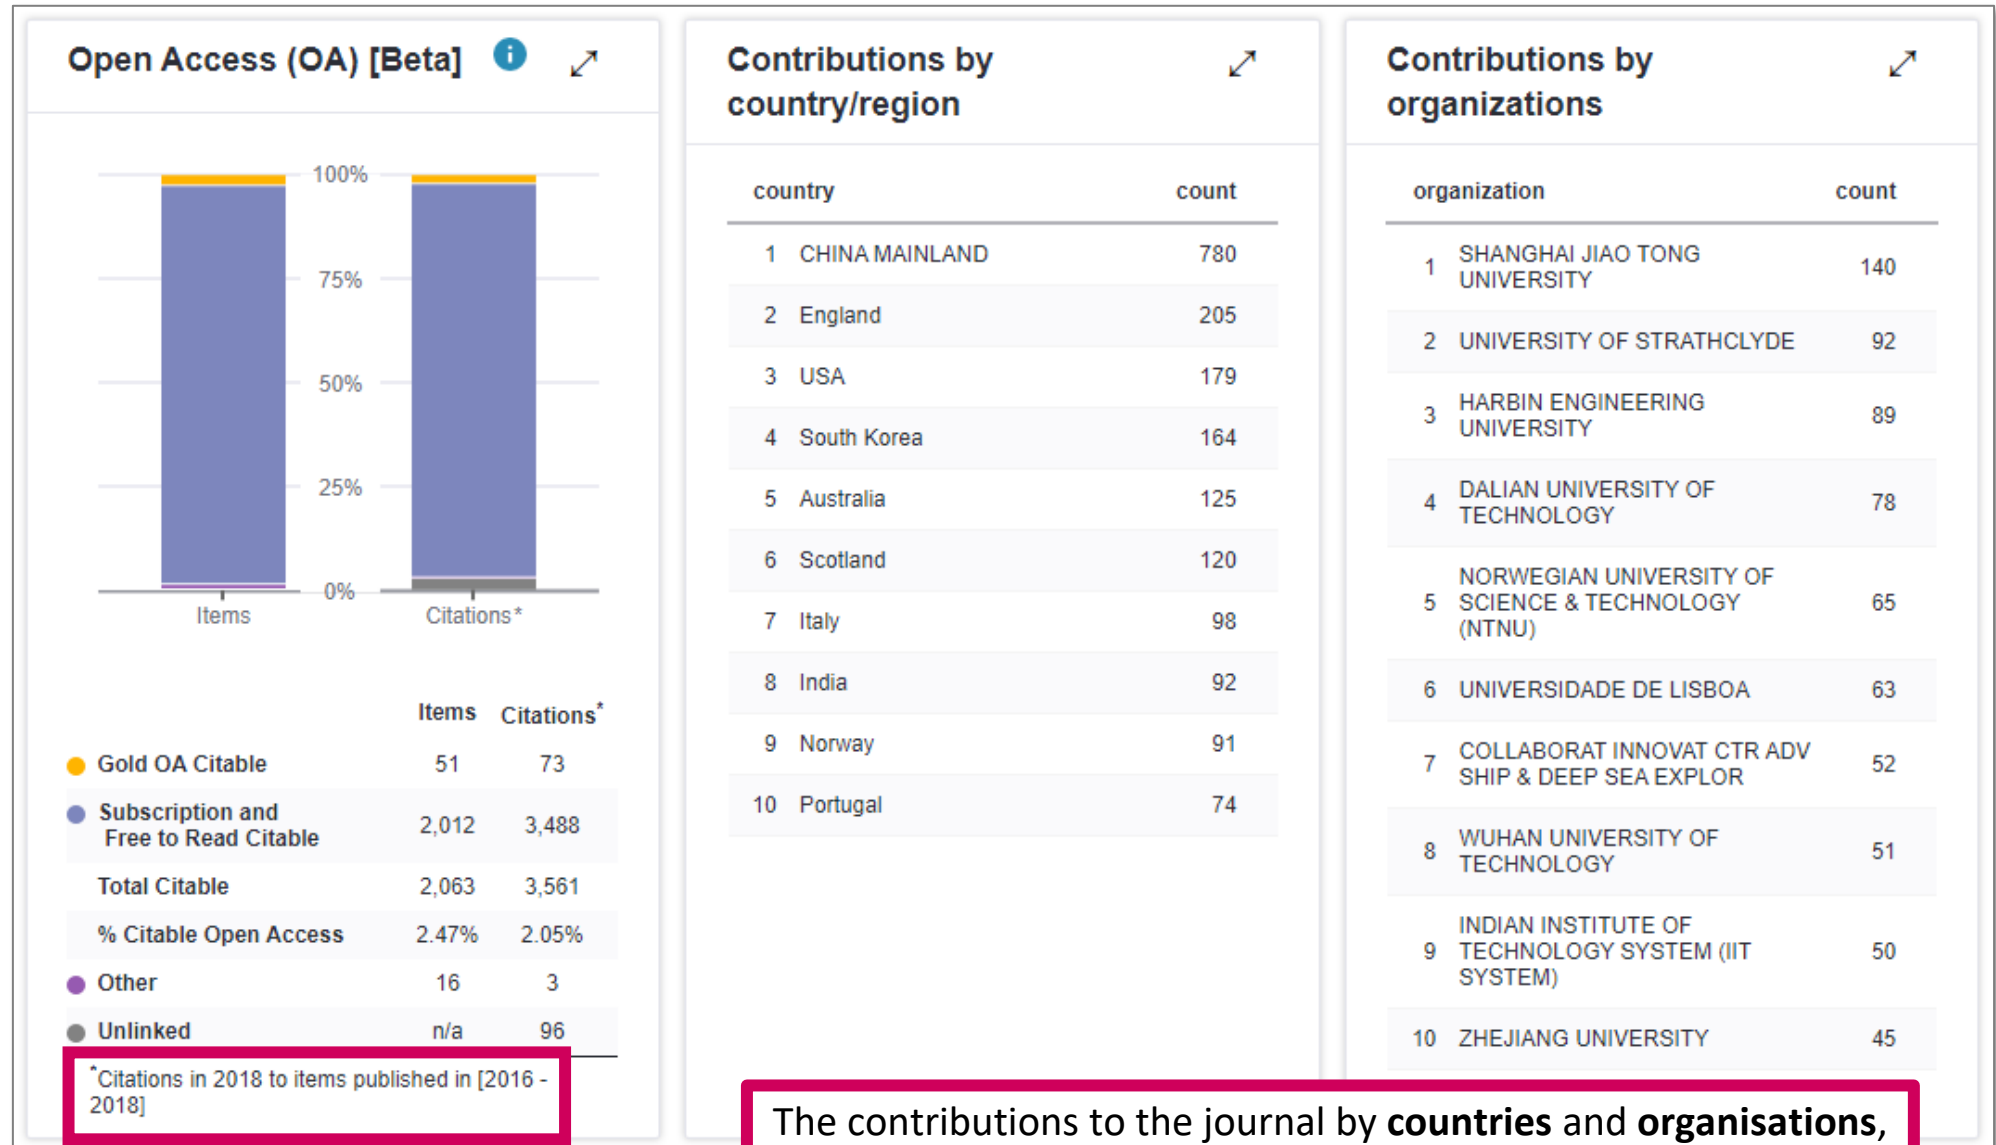 Open Access (OA) [Beta] i
100%
75%
50%
25%
0%
Items Citations*
Items Citations*
Gold OA Citable 51 73
Subscription and
Free to Read Citable 2,012 3,488
Total Citable 2,063 3,561
% Citable Open Access 2.47% 2.05%
Other 16 3
Unlinked n/a 96
*Citations in 2018 to items published in [2016 -
2018]
Contributions by
country/region
country count
1 CHINA MAINLAND 780
2 England 205
3 USA 179
4 South Korea 164
5 Australia 125
6 Scotland 120
7 Italy 98
8 India 92
9 Norway 91
10 Portugal 74
Contributions by
organizations
organization count
1 SHANGHAI JIAO TONG
UNIVERSITY 140
2 UNIVERSITY OF STRATHCLYDE 92
3 HARBIN ENGINEERING
UNIVERSITY 89
4 DALIAN UNIVERSITY OF
TECHNOLOGY 78
NORWEGIAN UNIVERSITY OF
5 SCIENCE & TECHNOLOGY 65
(NTNU)
6 UNIVERSIDADE DE LISBOA 63
7 COLLABORAT INNOVAT CTR ADV
SHIP & DEEP SEA EXPLOR 52
8 WUHAN UNIVERSITY OF
TECHNOLOGY 51
INDIAN INSTITUTE OF
9 TECHNOLOGY SYSTEM (IIT 50
SYSTEM)
10 ZHEJIANG UNIVERSITY 45
The contributions to the journal by countries and organisations,